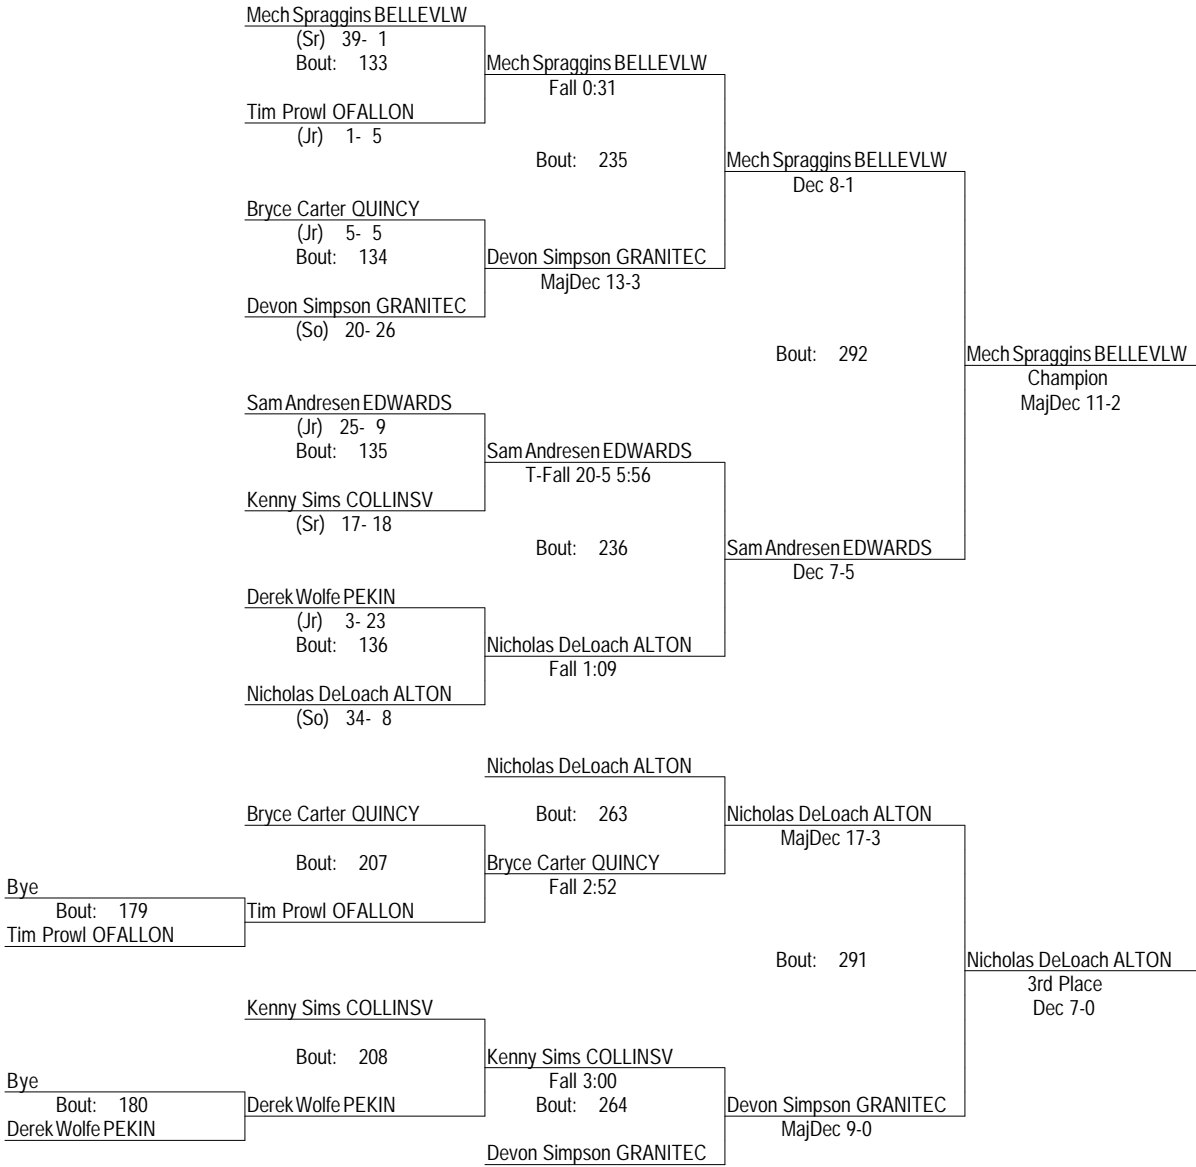 Mech Spraggins BELLEVLW
(Sr) 39- 1
Bout: 133
Mech Spraggins BELLEVLW
Fall 0:31
Tim Prowl OFALLON
(Jr) 1- 5
Bout: 235
Mech Spraggins BELLEVLW
Dec 8-1
Bryce Carter QUINCY
(Jr) 5- 5
Bout: 134
Devon Simpson GRANITEC
MajDec 13-3
Devon Simpson GRANITEC
(So) 20- 26
Bout: 292
Mech Spraggins BELLEVLW
Champion
MajDec 11-2
Sam Andresen EDWARDS
(Jr) 25- 9
Bout: 135
Sam Andresen EDWARDS
T-Fall 20-5 5:56
Kenny Sims COLLINSV
(Sr) 17- 18
Bout: 236
Sam Andresen EDWARDS
Dec 7-5
Derek Wolfe PEKIN
(Jr) 3- 23
Bout: 136
Nicholas DeLoach ALTON
Fall 1:09
Nicholas DeLoach ALTON
(So) 34- 8
Nicholas DeLoach ALTON
Bryce Carter QUINCY
Bout: 263
Nicholas DeLoach ALTON
MajDec 17-3
Bout: 207
Bryce Carter QUINCY
Fall 2:52
Bye
Bout: 179
Tim Prowl OFALLON
Tim Prowl OFALLON
Bout: 291
Nicholas DeLoach ALTON
3rd Place
Dec 7-0
Kenny Sims COLLINSV
Bout: 208
Kenny Sims COLLINSV
Fall 3:00
Bye
Bout: 180
Derek Wolfe PEKIN
Derek Wolfe PEKIN
Bout: 264
Devon Simpson GRANITEC
MajDec 9-0
Devon Simpson GRANITEC